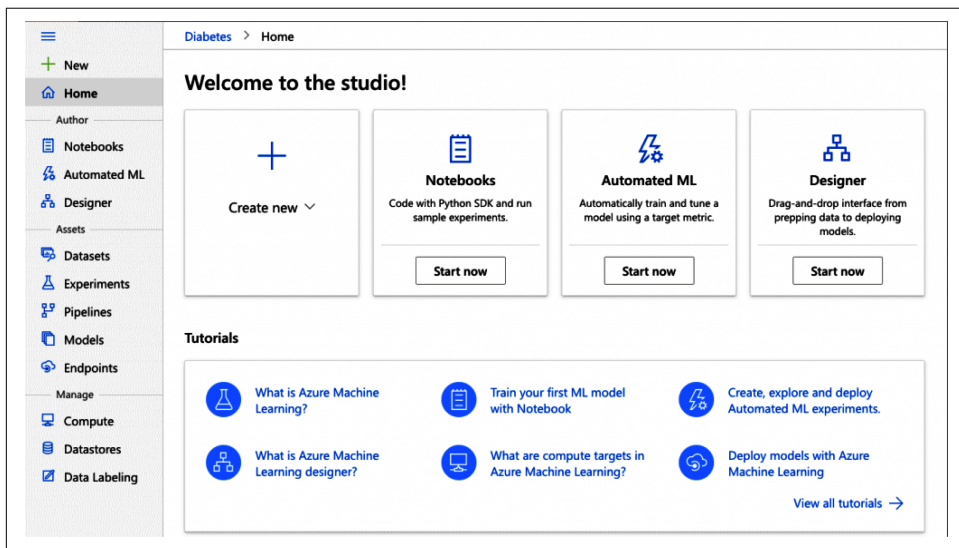 Diabetes > Home
New
Home
Author
Notebooks
Automated ML
Designer
Assets
Datasets
Experiments
Pipelines
Models
Endpoints
Manage
Compute
Datastores
Data Labeling
Welcome to the studio!
Create new
Notebooks
Code with Python SDK and run
sample experiments.
Start now
Automated ML
Automatically train and tune a
model using a target metric.
Start now
Designer
Drag-and-drop interface from
prepping data to deploying
models.
Start now
Tutorials
What is Azure Machine
Learning?
Train your first ML model
with Notebook
Create, explore and deploy
Automated ML experiments.
What is Azure Machine
Learning designer?
What are compute targets in
Azure Machine Learning?
Deploy models with Azure
Machine Learning
View all tutorials